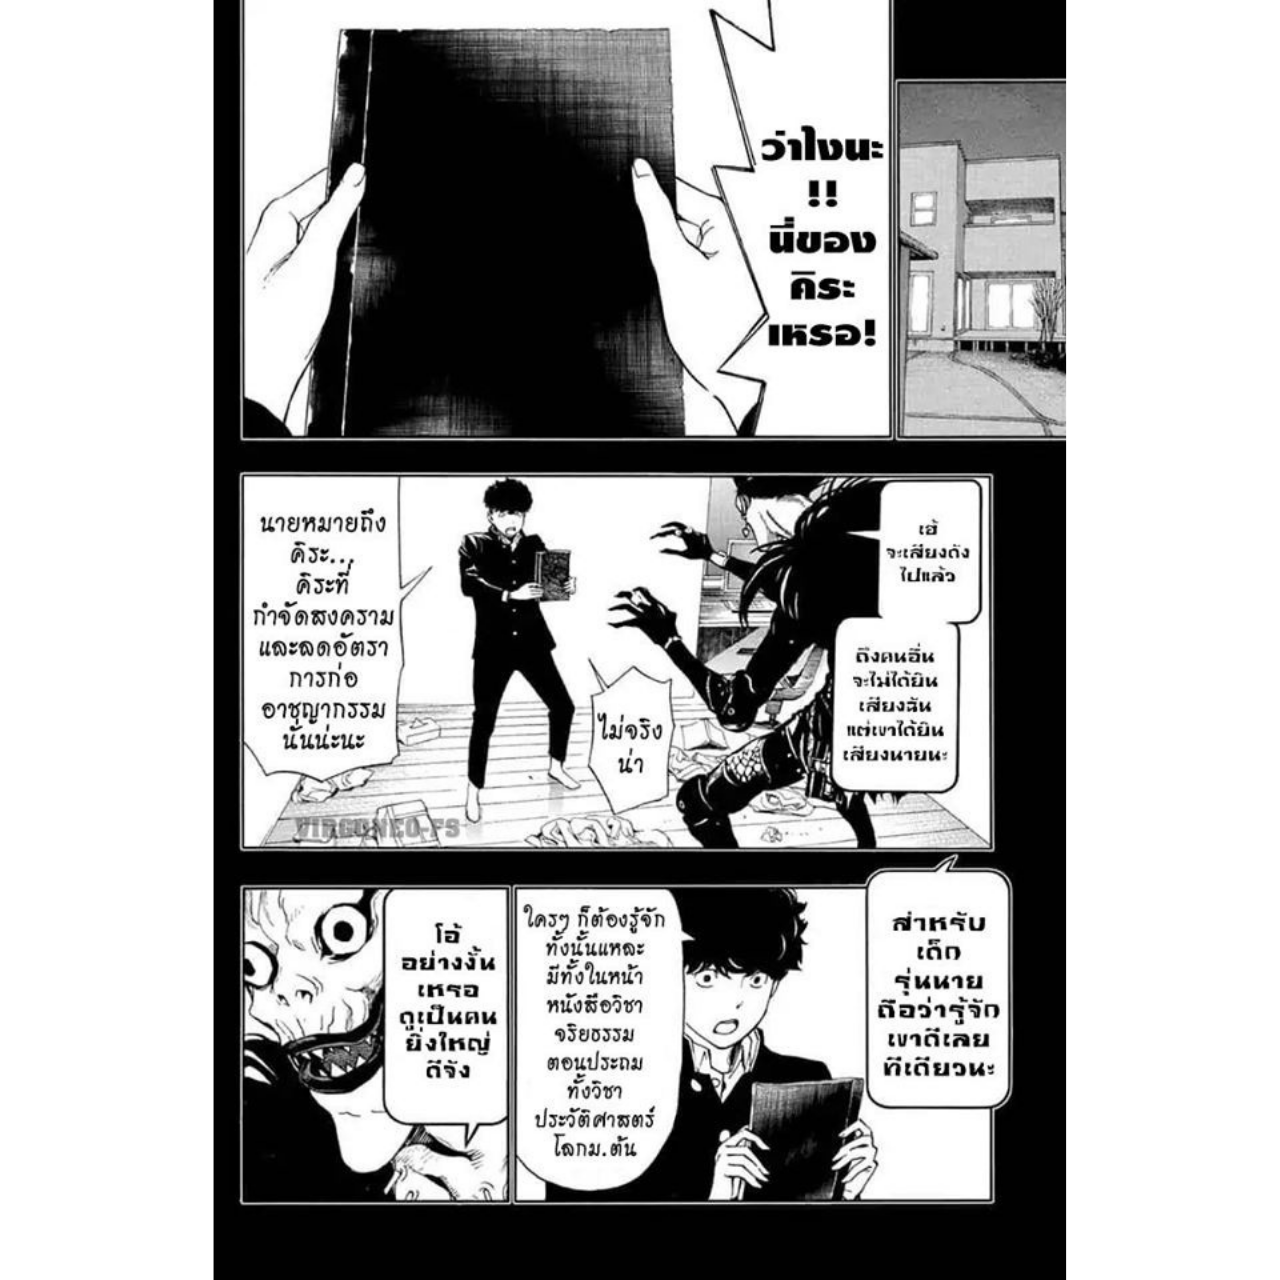 ว่าไงนะ
!!
นี่ของ
คิระ
เหรอ!
เฮ้
จะเสียงดัง
ไปแล้ว
ถึงคนอื่น
จะไม่ได้ยิน
เสียงฉัน
แต่เขาได้ยิน
เสียงนายนะ
ไม่จริง
น่า
นายหมายถึง
คิระ...
คิระที่
กำจัดสงคราม
และลดอัตรา
การก่อ
อาชญากรรม
นั่นน่ะนะ
VIRGONEO-FS
สำหรับ
เด็ก
รุ่นนาย
ถือว่ารู้จัก
เขาดีเลย
ทีเดียวนะ
ใครๆ ก็ต้องรู้จัก
ทั้งนั้นแหละ
มีทั้งในหน้า
หนังสือวิชา
จริยธรรม
ตอนประถม
ทั้งวิชา
ประวัติศาสตร์
โลกม.ต้น
โอ้
อย่างงั้น
เหรอ
ดูเป็นคน
ยิ่งใหญ่
ดีจัง